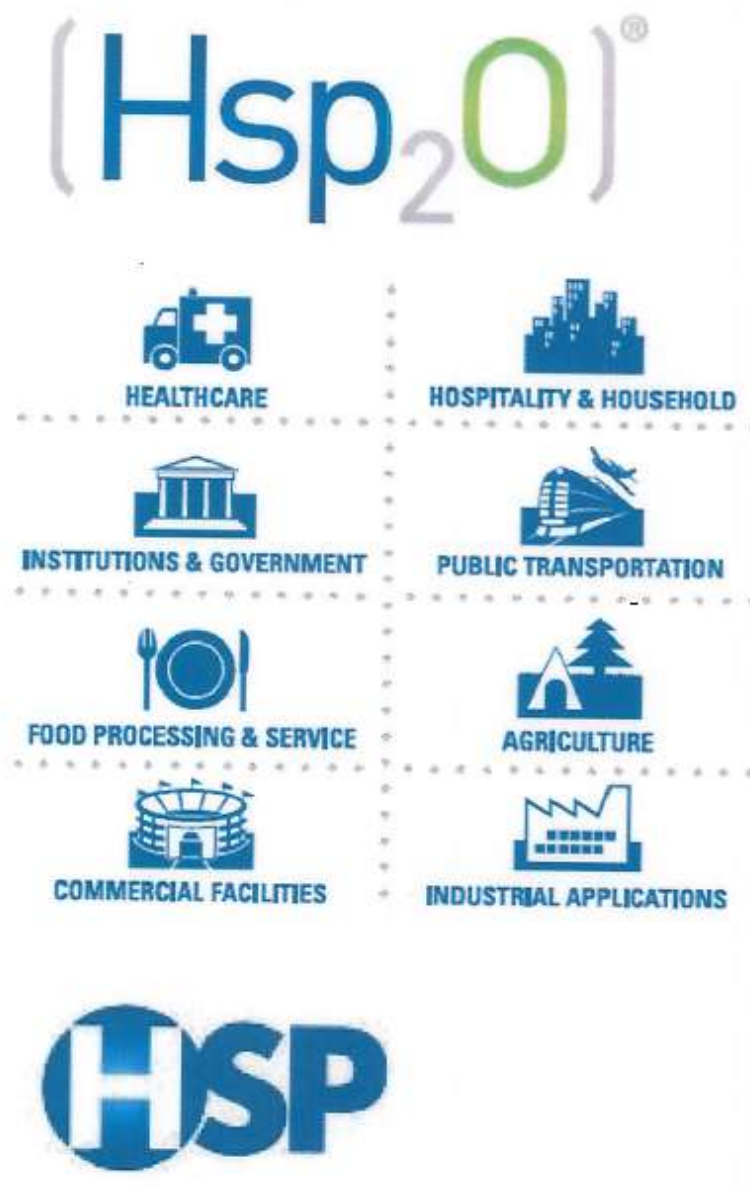 (Hsp2O)®
HEALTHCARE
HOSPITALITY & HOUSEHOLD
INSTITUTIONS & GOVERNMENT
PUBLIC TRANSPORTATION
FOOD PROCESSING & SERVICE
AGRICULTURE
COMMERCIAL FACILITIES
INDUSTRIAL APPLICATIONS
HSP